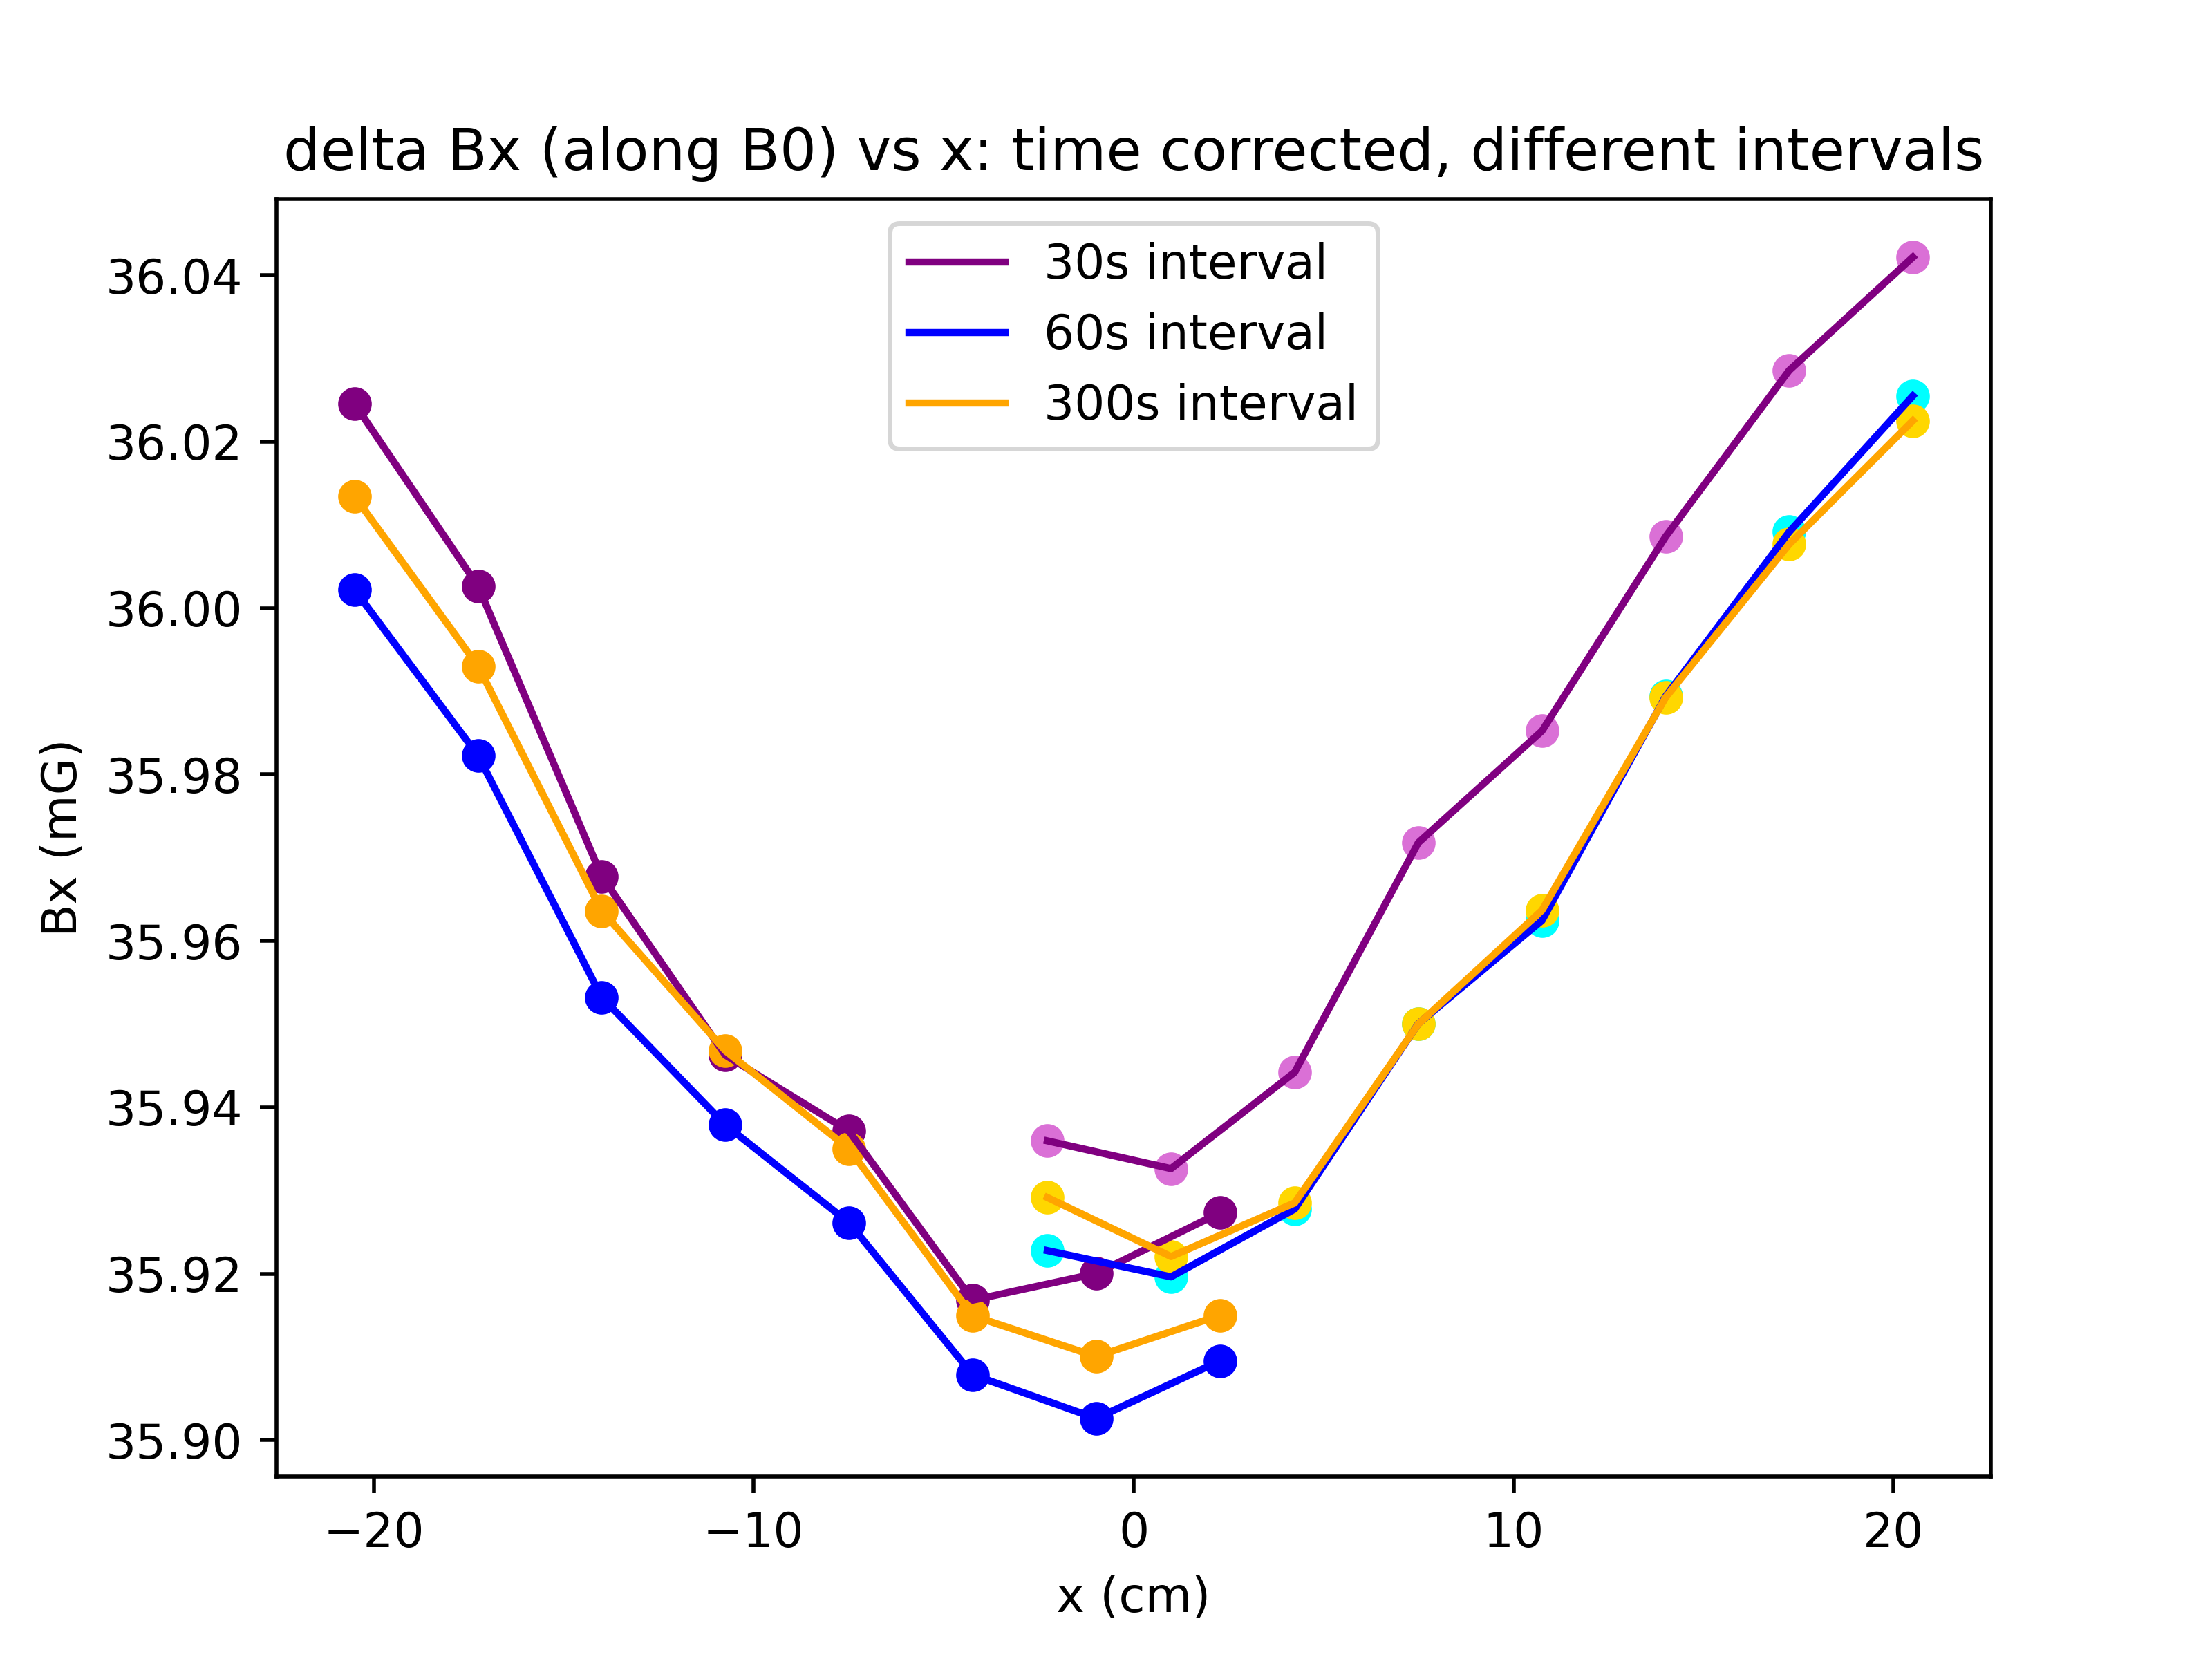 delta Bx (along B0) vs x: time corrected, different intervals
30s interval
60s interval
300s interval
36.04
36.02
36.00
35.98
35.96
35.94
35.92
35.90
Bx (mG)
−20 −10 0 10 20
x (cm)